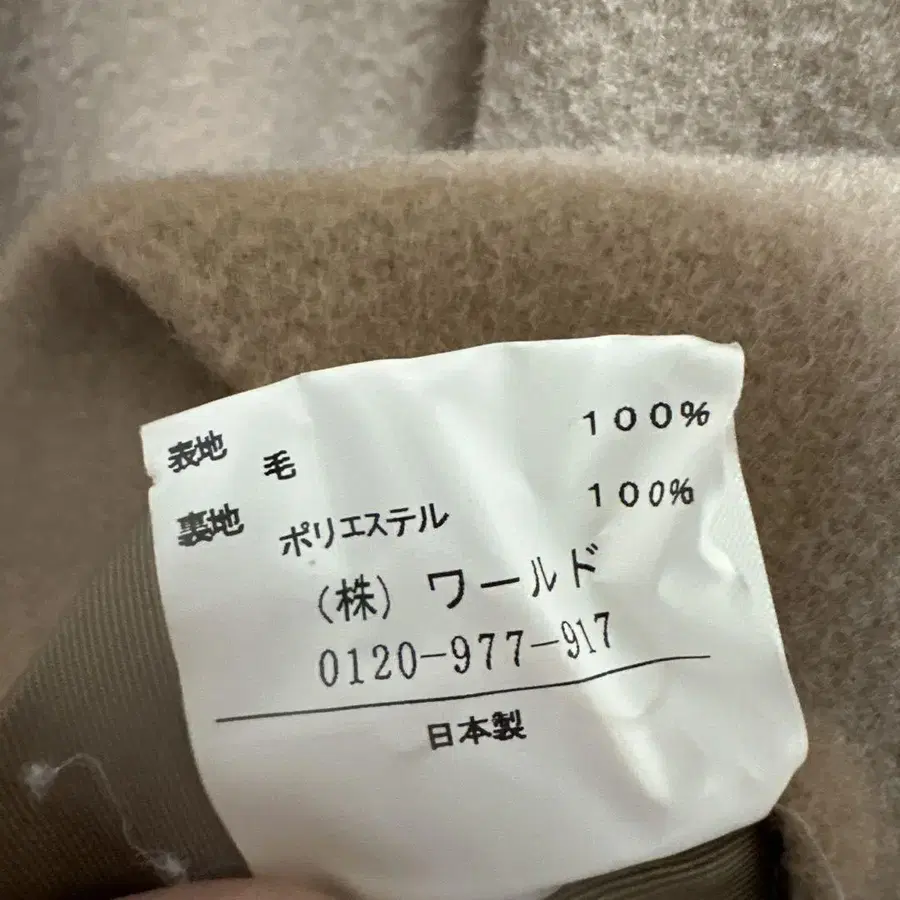 表地 毛 100%
裏地 ポリエステル 100%
(株) ワールド
0120-977-917
日本製